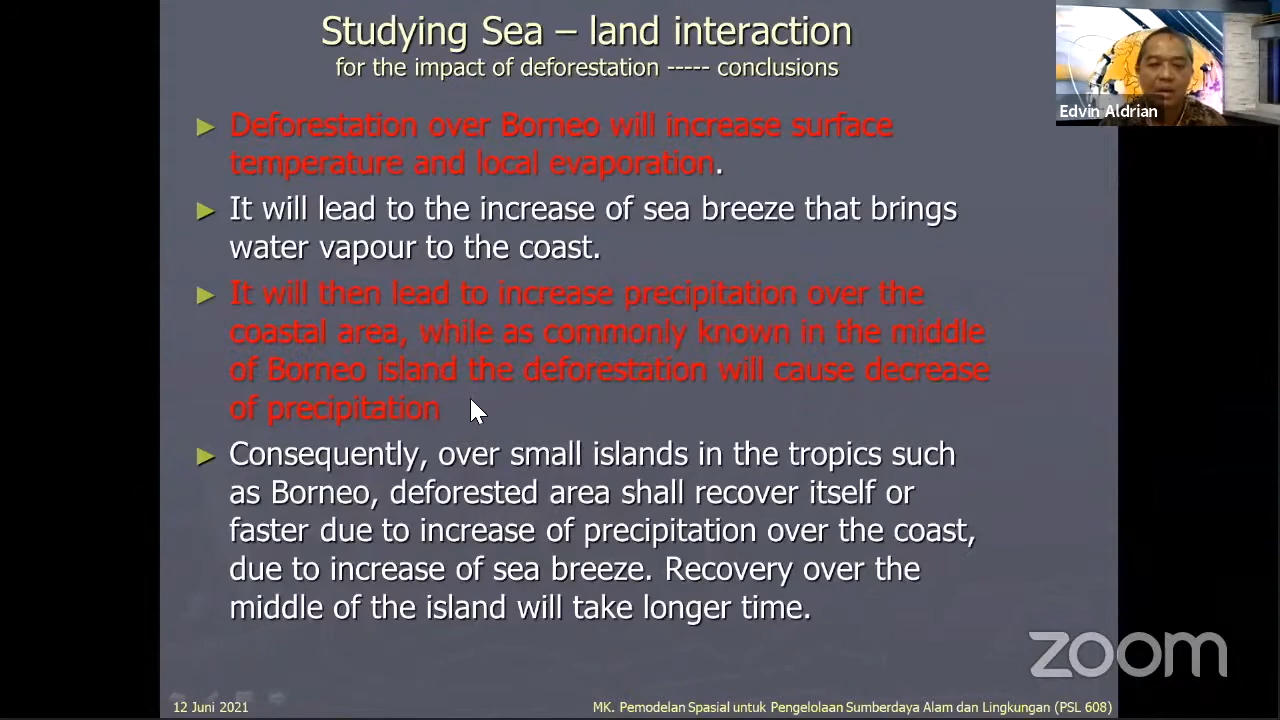 Studying Sea – land interaction
for the impact of deforestation ----- conclusions
Edvin Aldrian
► Deforestation over Borneo will increase surface
temperature and local evaporation.
► It will lead to the increase of sea breeze that brings
water vapour to the coast.
► It will then lead to increase precipitation over the
coastal area, while as commonly known in the middle
of Borneo island the deforestation will cause decrease
of precipitation
► Consequently, over small islands in the tropics such
as Borneo, deforested area shall recover itself or
faster due to increase of precipitation over the coast,
due to increase of sea breeze. Recovery over the
middle of the island will take longer time.
zoom
12 Juni 2021
MK. Pemodelan Spasial untuk Pengelolaan Sumberdaya Alam dan Lingkungan (PSL 608)